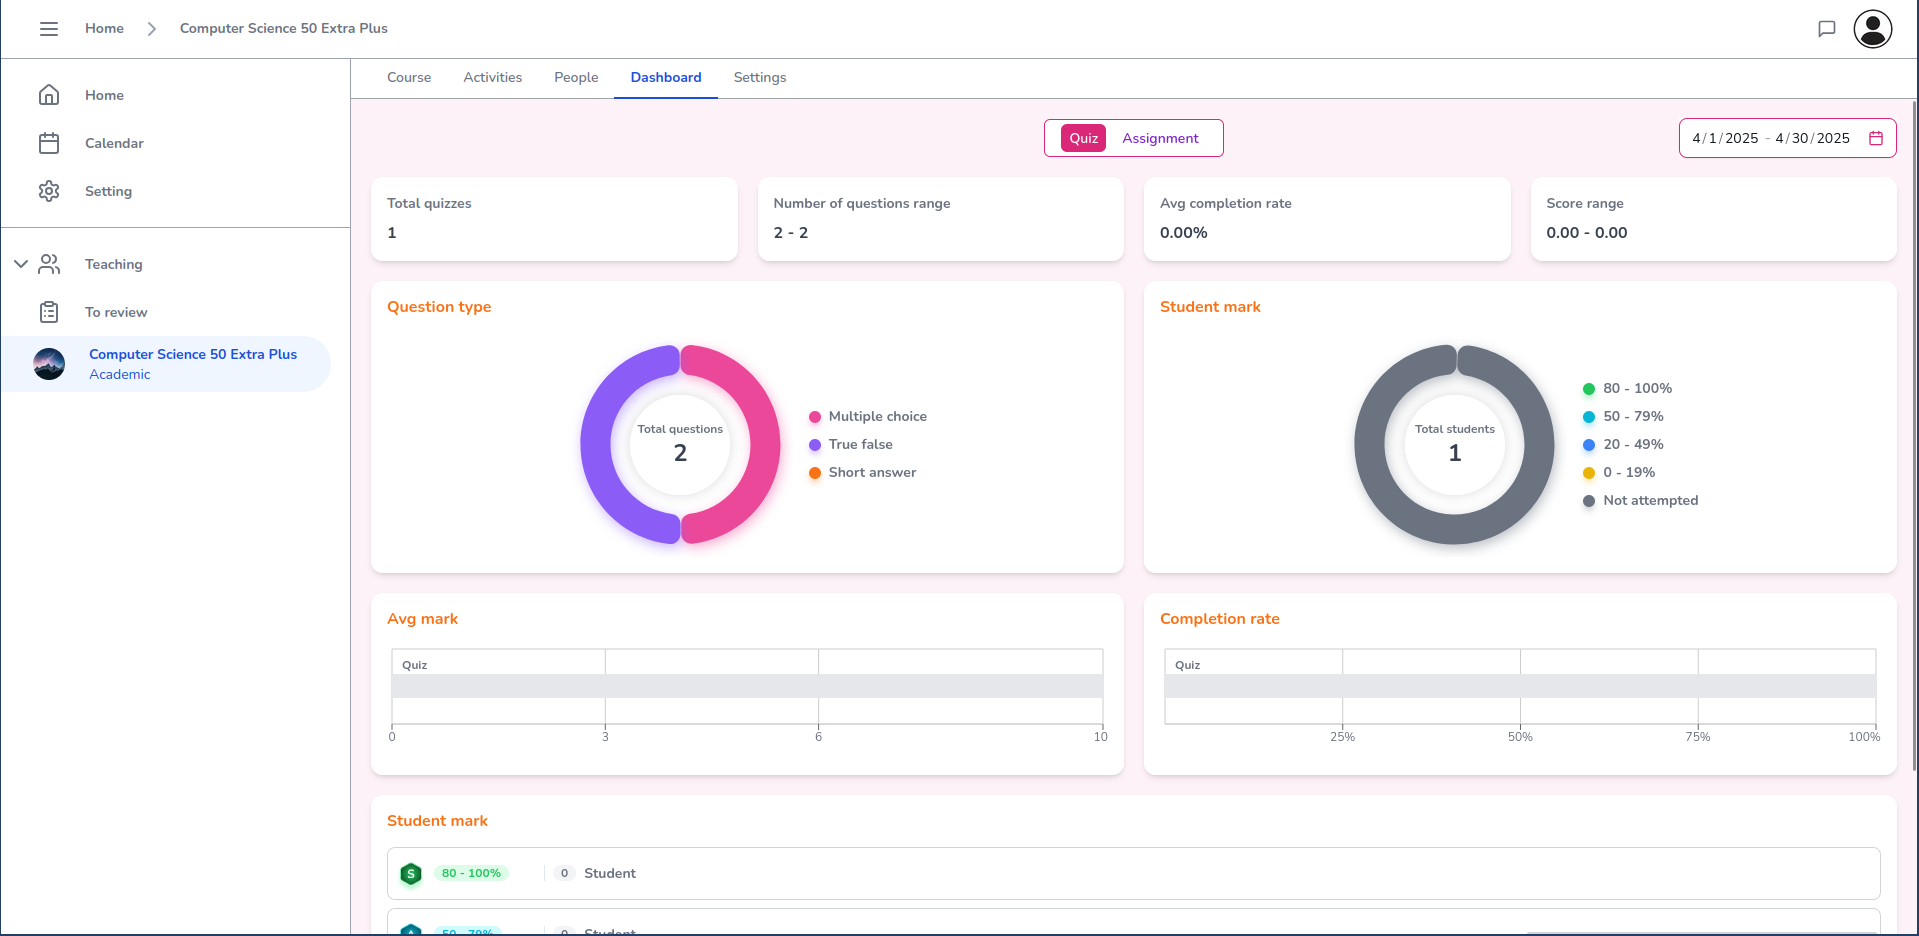 Home
Computer Science 50 Extra Plus
Home
Calendar
Setting
Teaching
To review
Computer Science 50 Extra Plus
Academic
Course Activities People Dashboard Settings
Quiz Assignment
4/1/2025 - 4/30/2025
Total quizzes
1
Number of questions range
2 - 2
Avg completion rate
0.00%
Score range
0.00 - 0.00
Question type
Total questions
2
Multiple choice
True false
Short answer
Student mark
Total students
1
80 - 100%
50 - 79%
20 - 49%
0 - 19%
Not attempted
Avg mark
Quiz
0 3 6 10
Completion rate
Quiz
25% 50% 75% 100%
Student mark
S 80 - 100% 0 Student
A 50 - 79% 0 Student